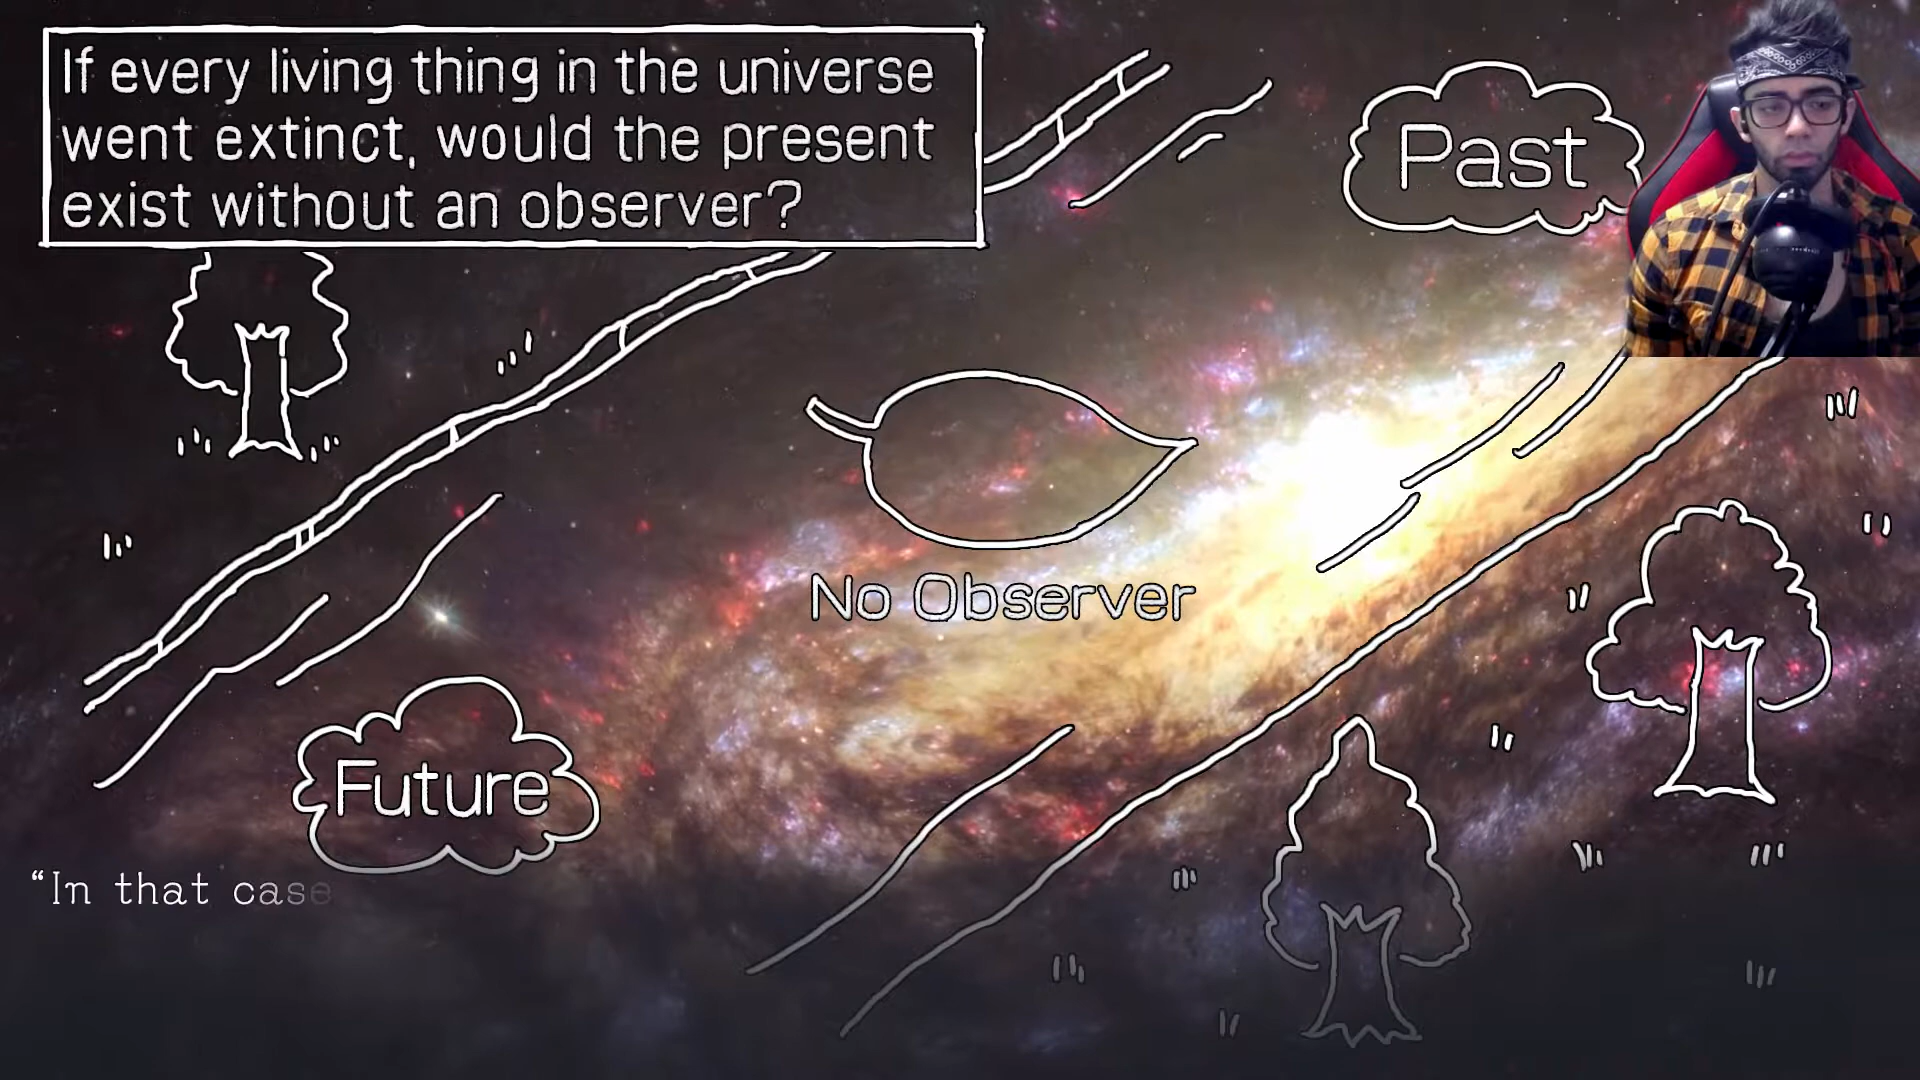 If every living thing in the universe
went extinct, would the present
exist without an observer?
Past
No Observer
Future
“In that case